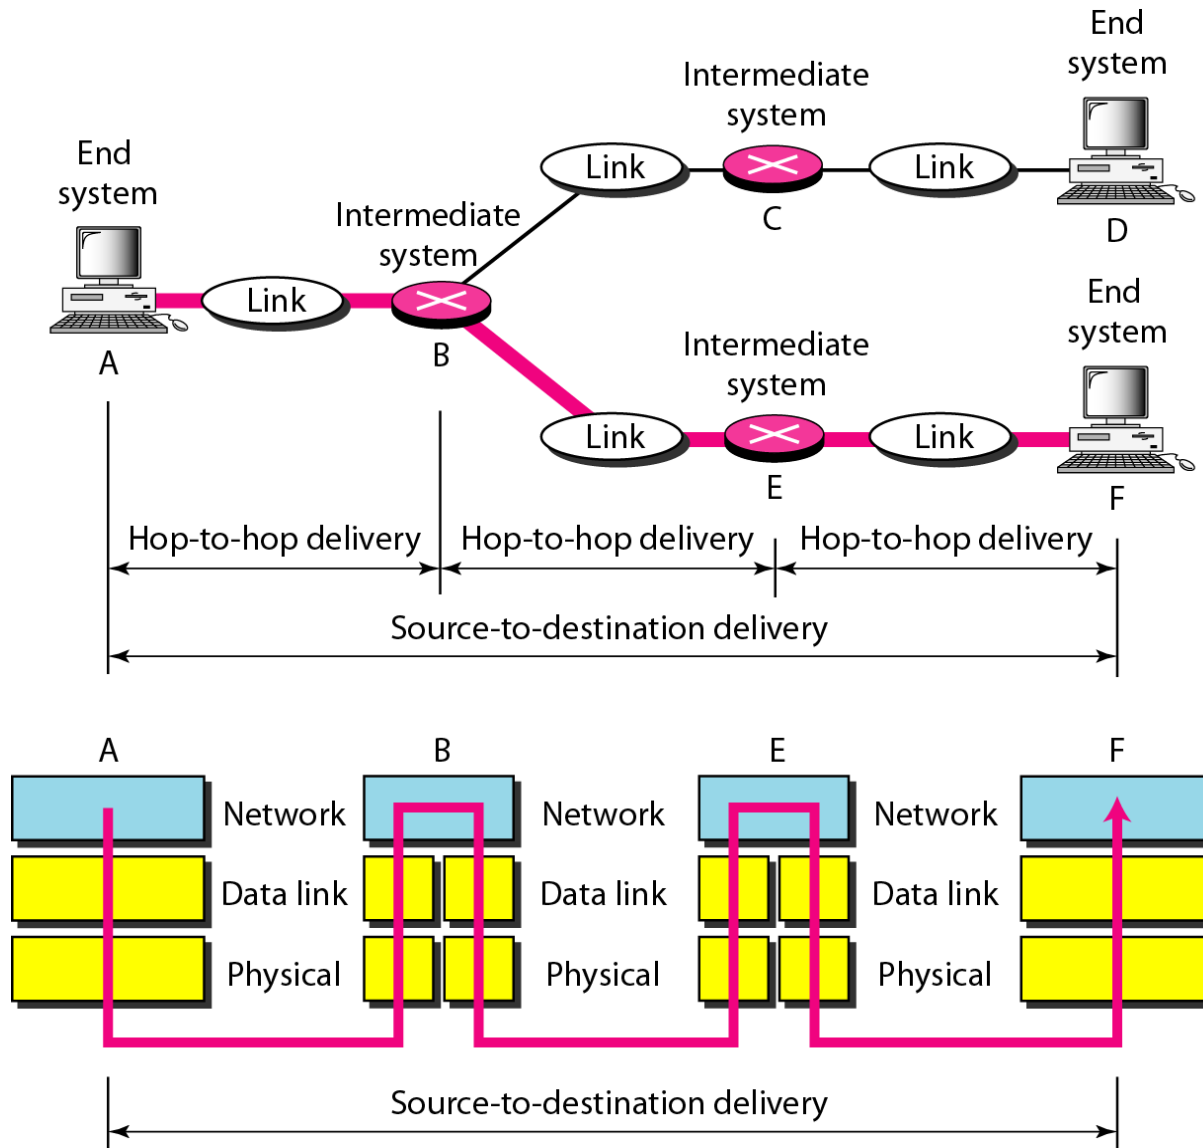 End
system
Intermediate
system
Link
C
Link
D
End
system
A
Link
Intermediate
system
B
Link
Intermediate
system
E
Link
End
system
F
Hop-to-hop delivery
Hop-to-hop delivery
Hop-to-hop delivery
Source-to-destination delivery
A
B
E
F
Network
Network
Network
Data link
Data link
Data link
Physical
Physical
Physical
Source-to-destination delivery